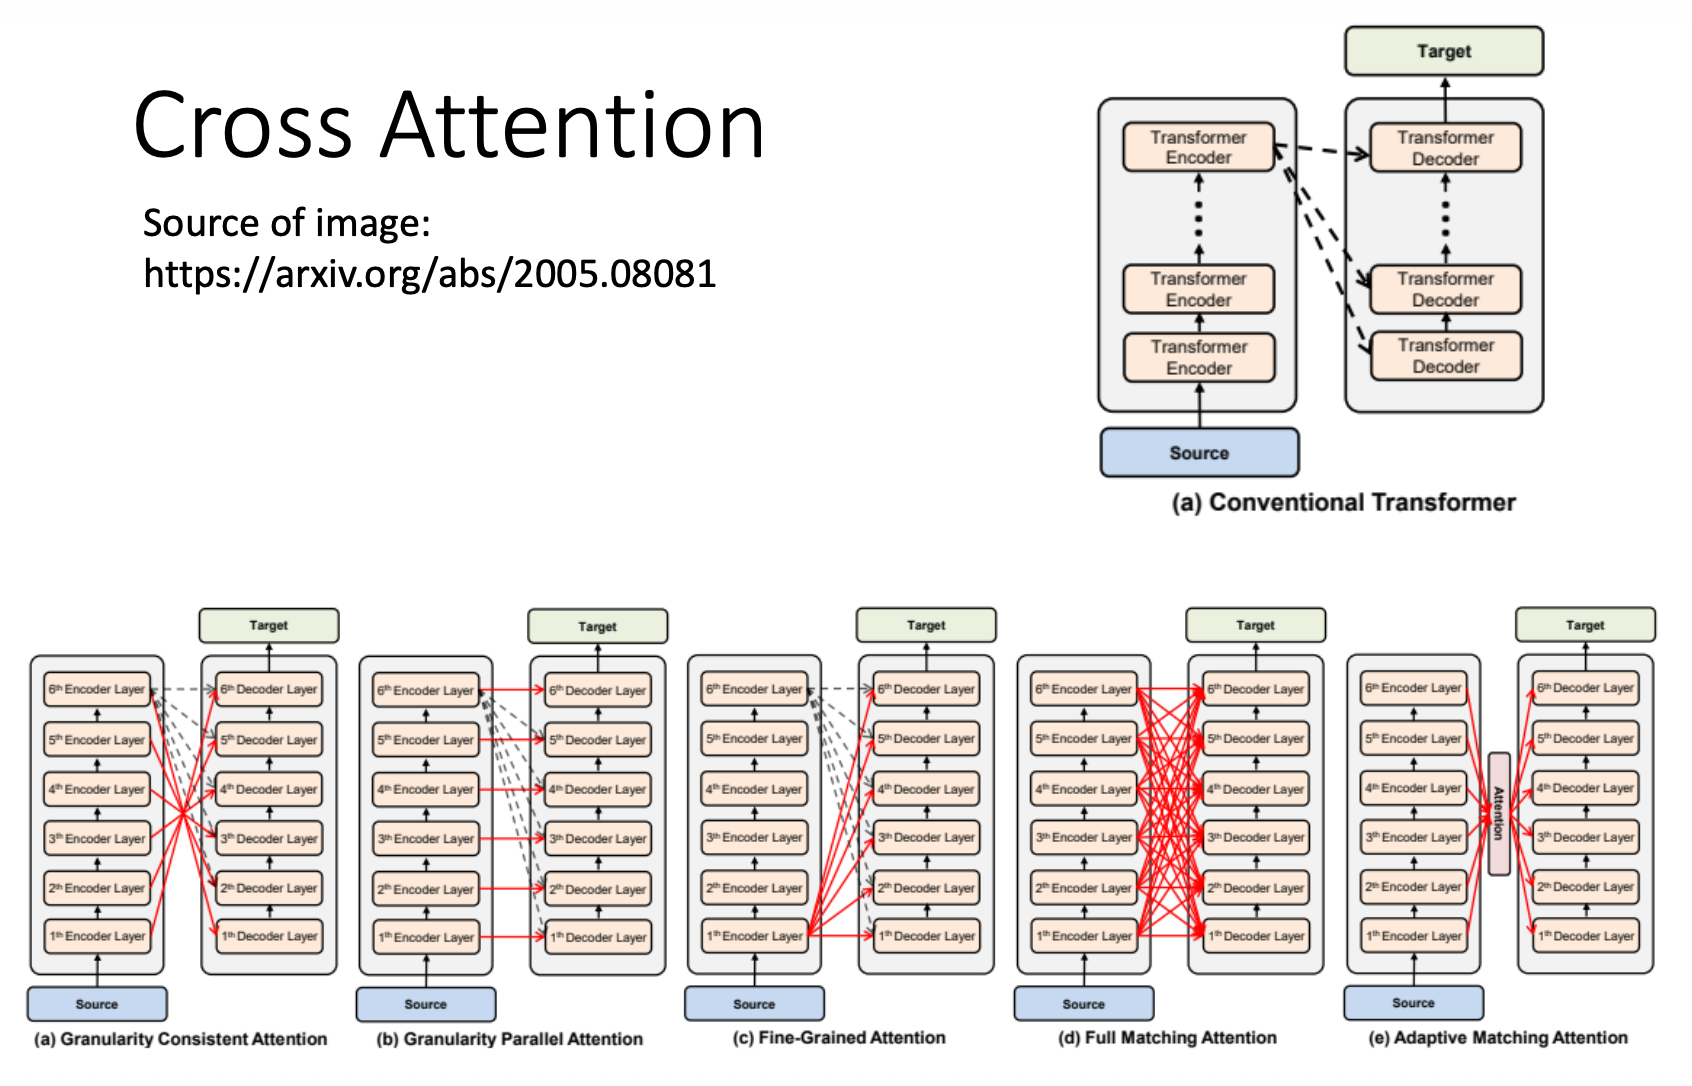 Cross Attention
Source of image:
https://arxiv.org/abs/2005.08081
Target
Transformer
Encoder
Transformer
Decoder
Transformer
Encoder
Transformer
Decoder
Transformer
Encoder
Transformer
Decoder
Source
(a) Conventional Transformer
Target
6th Encoder Layer
6th Decoder Layer
5th Encoder Layer
5th Decoder Layer
4th Encoder Layer
4th Decoder Layer
3th Encoder Layer
3th Decoder Layer
2th Encoder Layer
2th Decoder Layer
1th Encoder Layer
1th Decoder Layer
Source
(a) Granularity Consistent Attention
Target
6th Encoder Layer
6th Decoder Layer
5th Encoder Layer
5th Decoder Layer
4th Encoder Layer
4th Decoder Layer
3th Encoder Layer
3th Decoder Layer
2th Encoder Layer
2th Decoder Layer
1th Encoder Layer
1th Decoder Layer
Source
(b) Granularity Parallel Attention
Target
6th Encoder Layer
6th Decoder Layer
5th Encoder Layer
5th Decoder Layer
4th Encoder Layer
4th Decoder Layer
3th Encoder Layer
3th Decoder Layer
2th Encoder Layer
2th Decoder Layer
1th Encoder Layer
1th Decoder Layer
Source
(c) Fine-Grained Attention
Target
6th Encoder Layer
6th Decoder Layer
5th Encoder Layer
5th Decoder Layer
4th Encoder Layer
4th Decoder Layer
3th Encoder Layer
3th Decoder Layer
2th Encoder Layer
2th Decoder Layer
1th Encoder Layer
1th Decoder Layer
Source
(d) Full Matching Attention
Target
6th Encoder Layer
6th Decoder Layer
5th Encoder Layer
5th Decoder Layer
4th Encoder Layer
4th Decoder Layer
Attention
3th Encoder Layer
3th Decoder Layer
2th Encoder Layer
2th Decoder Layer
1th Encoder Layer
1th Decoder Layer
Source
(e) Adaptive Matching Attention